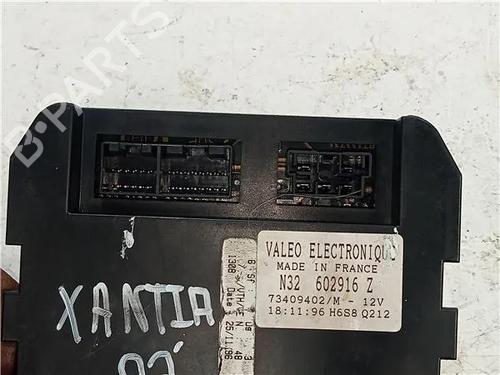 B-PARTS
VALEO ELECTRONIQUE
MADE IN FRANCE
N32 602916 Z
73409402/M - 12V
18:11:96 H6S8 Q212
XANTIA
Date
25/11/96
1308